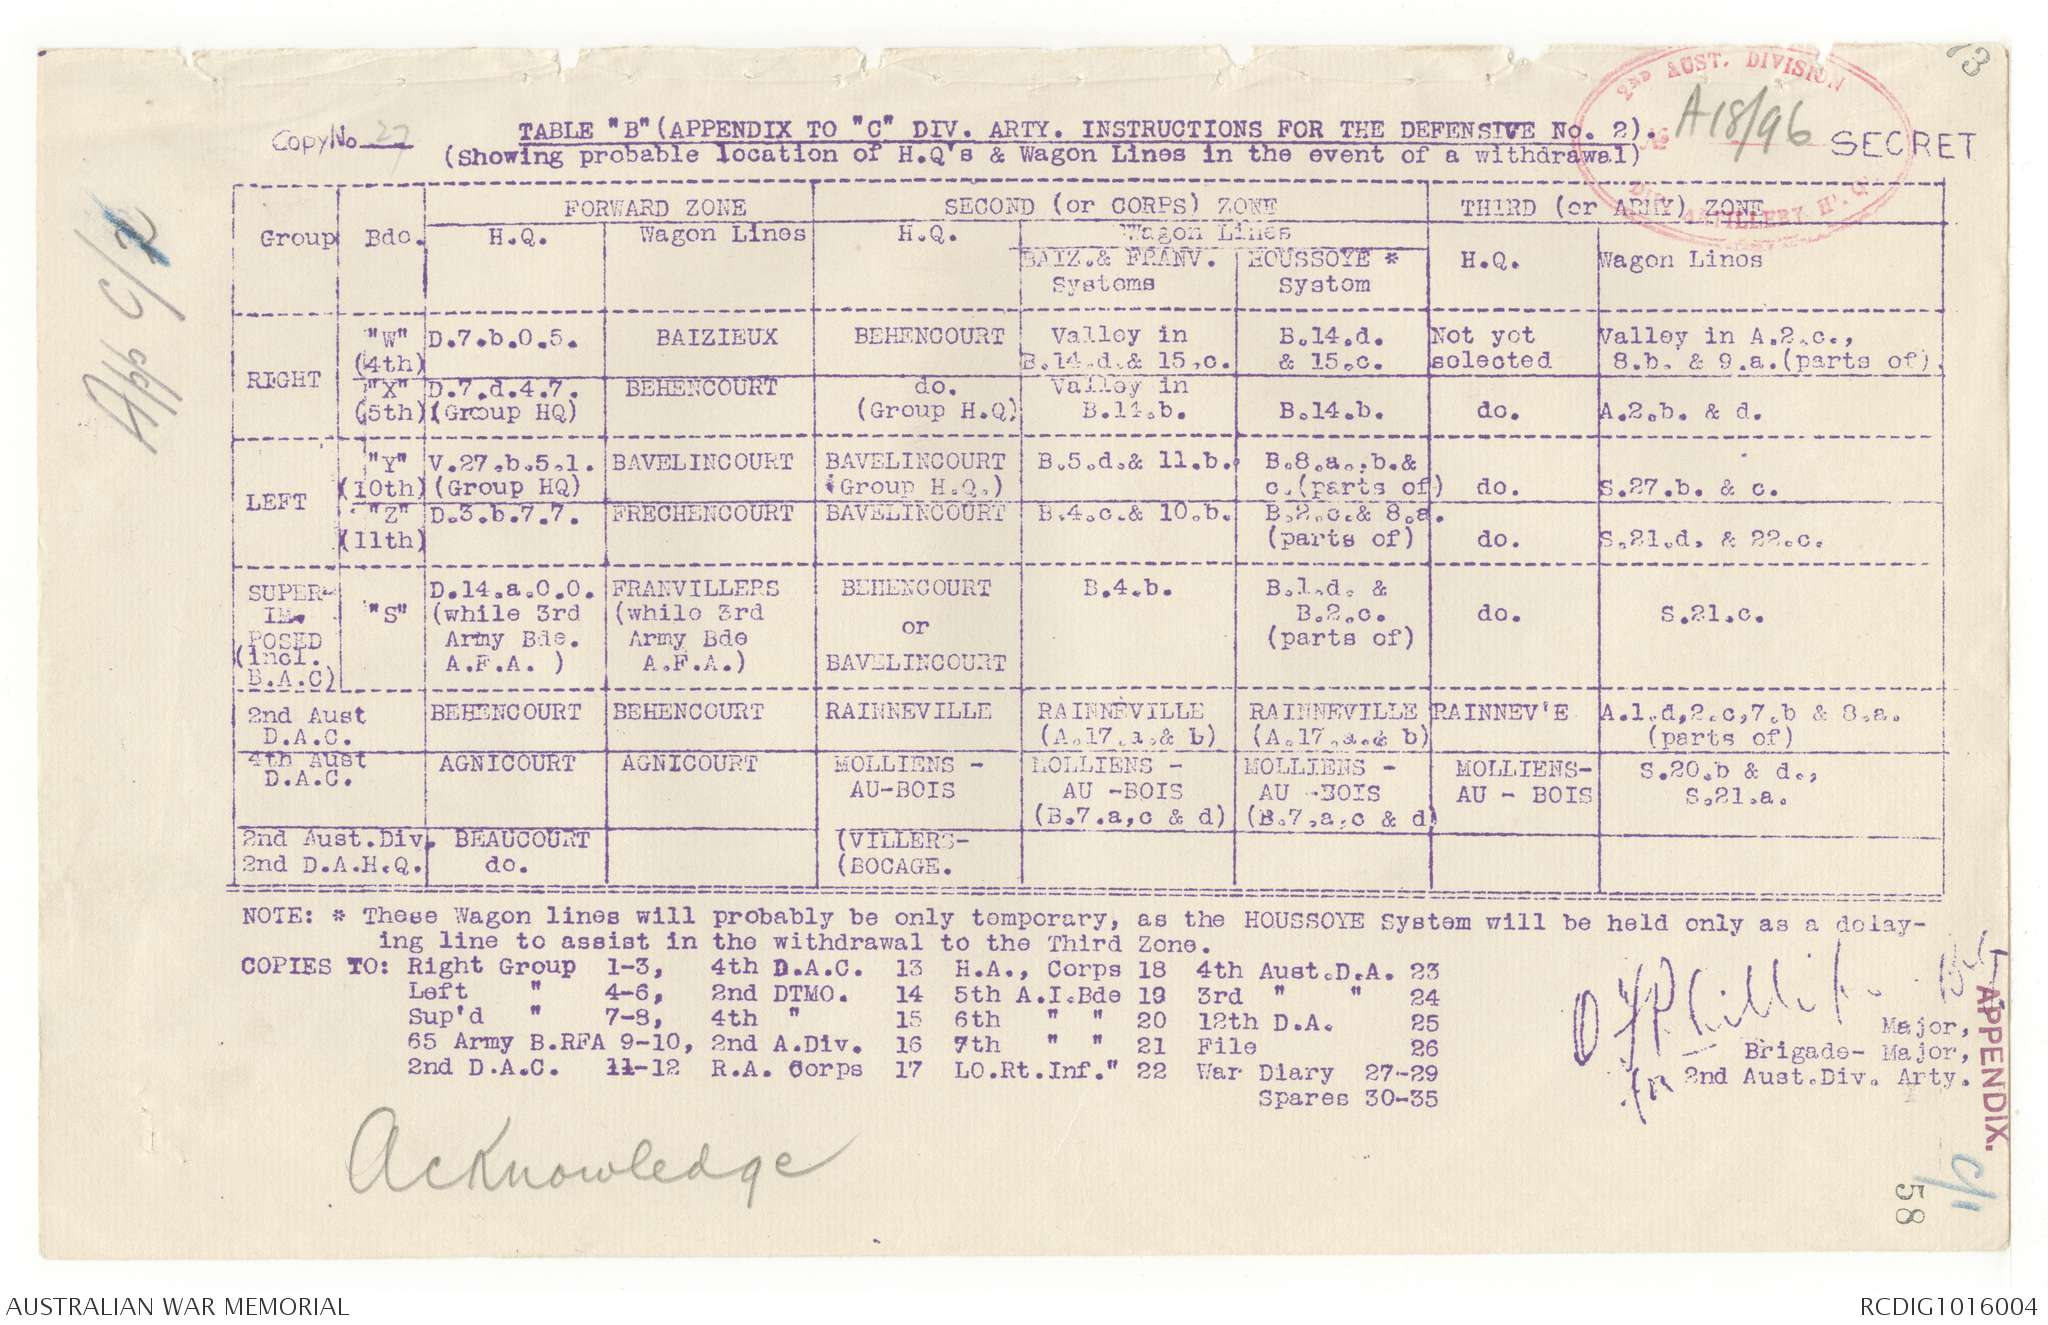 73
2ND AUST. DIVISION
No A18/96
DIV. ARTILLERY H.Q.
SECRET
Copy No 27
App C/2
TABLE "B" (APPENDIX TO "C" DIV. ARTY. INSTRUCTIONS FOR THE DEFENSIVE No. 2).
(Showing probable location of H.Q's & Wagon Lines in the event of a withdrawal)
FORWARD ZONE SECOND (or CORPS) ZONE THIRD (or ARMY) ZONE
Group Bde. H.Q. Wagon Lines H.Q. Wagon Lines
BAIZ.& FRANV. HOUSSOYE * H.Q. Wagon Lines
Systems System
"W" D.7.b.0.5. BAIZIEUX BEHENCOURT Valley in B.14.d. Not yet Valley in A.2.c.,
(4th) B.14.d.& 15.c. & 15.c. selected 8.b. & 9.a.(parts of).
RIGHT
"X" D.7.d.4.7. BEHENCOURT do. Valley in
(5th) (Group HQ) (Group H.Q) B.14.b. B.14.b. do. A.2.b. & d.
"Y" V.27.b.5.1. BAVELINCOURT BAVELINCOURT B.5.d.& 11.b. B.8.a.,b.&
(10th) (Group HQ) (Group H.Q.) c.(parts of) do. S.27.b. & c.
LEFT
"Z" D.3.b.7.7. FRECHENCOURT BAVELINCOURT B.4.c.& 10.b. B.2.c.& 8.a.
(11th) (parts of) do. S.21.d. & 22.c.
SUPER- D.14.a.0.0. FRANVILLERS BEHENCOURT B.4.b. B.1.d. &
IM- "S" (while 3rd (while 3rd or B.2.c. do. S.21.c.
POSED Army Bde. Army Bde (parts of)
(incl. A.F.A. ) A.F.A.) BAVELINCOURT
B.A.C)
2nd Aust BEHENCOURT BEHENCOURT RAINNEVILLE RAINNEVILLE RAINNEVILLE RAINNEV'E A.1.d,2.c,7.b & 8.a.
D.A.C. (A.17.a.& b) (A.17.a.& b) (parts of)
4th Aust AGNICOURT AGNICOURT MOLLIENS - MOLLIENS - MOLLIENS - MOLLIENS- S.20.b & d.,
D.A.C. AU-BOIS AU -BOIS AU -BOIS AU - BOIS S.21.a.
(B.7.a,c & d) (B.7.a,c & d)
2nd Aust.Div. BEAUCOURT (VILLERS-
2nd D.A.H.Q. do. (BOCAGE.
NOTE: * These Wagon lines will probably be only temporary, as the HOUSSOYE System will be held only as a delay-
ing line to assist in the withdrawal to the Third Zone.
COPIES TO: Right Group 1-3, 4th D.A.C. 13 H.A., Corps 18 4th Aust.D.A. 23
Left " 4-6, 2nd DTMO. 14 5th A.I.Bde 19 3rd " " 24
Sup'd " 7-8, 4th " 15 6th " " 20 12th D.A. 25
65 Army B.RFA 9-10, 2nd A.Div. 16 7th " " 21 File 26
2nd D.A.C. 11-12 R.A. Corps 17 LO.Rt.Inf." 22 War Diary 27-29
Spares 30-35
Major,
Brigade- Major,
for 2nd Aust.Div. Arty.
APPENDIX.
C/1
58
Acknowledge
AUSTRALIAN WAR MEMORIAL
RCDIG1016004